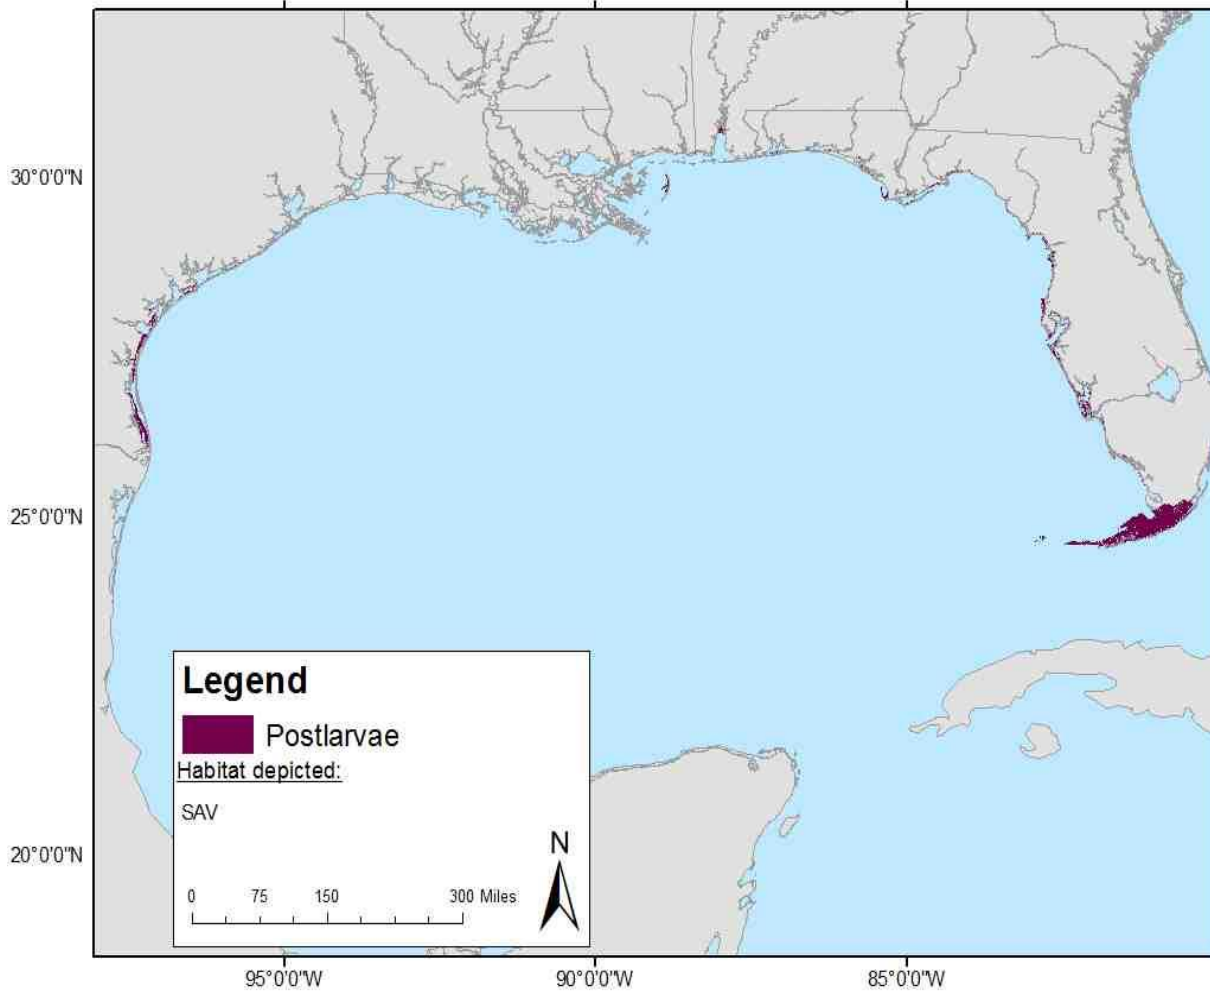 30°0'0"N
25°0'0"N
20°0'0"N
Legend
Postlarvae
Habitat depicted:
SAV
N
0 75 150 300 Miles
95°0'0"W 90°0'0"W 85°0'0"W